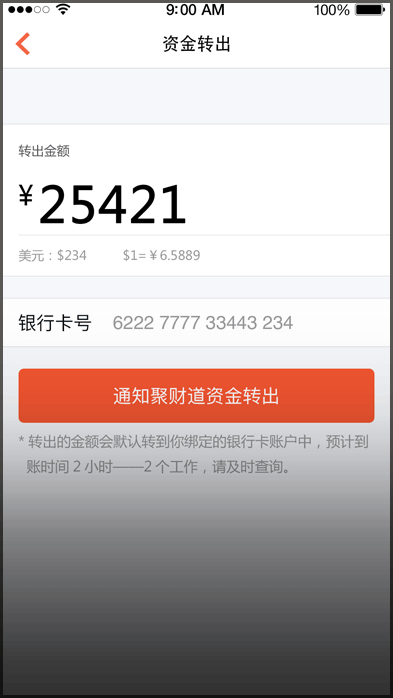 9:00 AM 100%
资金转出
转出金额
¥25421
美元：$234 $1=￥6.5889
银行卡号 6222 7777 33443 234
通知聚财道资金转出
* 转出的金额会默认转到你绑定的银行卡账户中，预计到
账时间 2 小时——2 个工作，请及时查询。